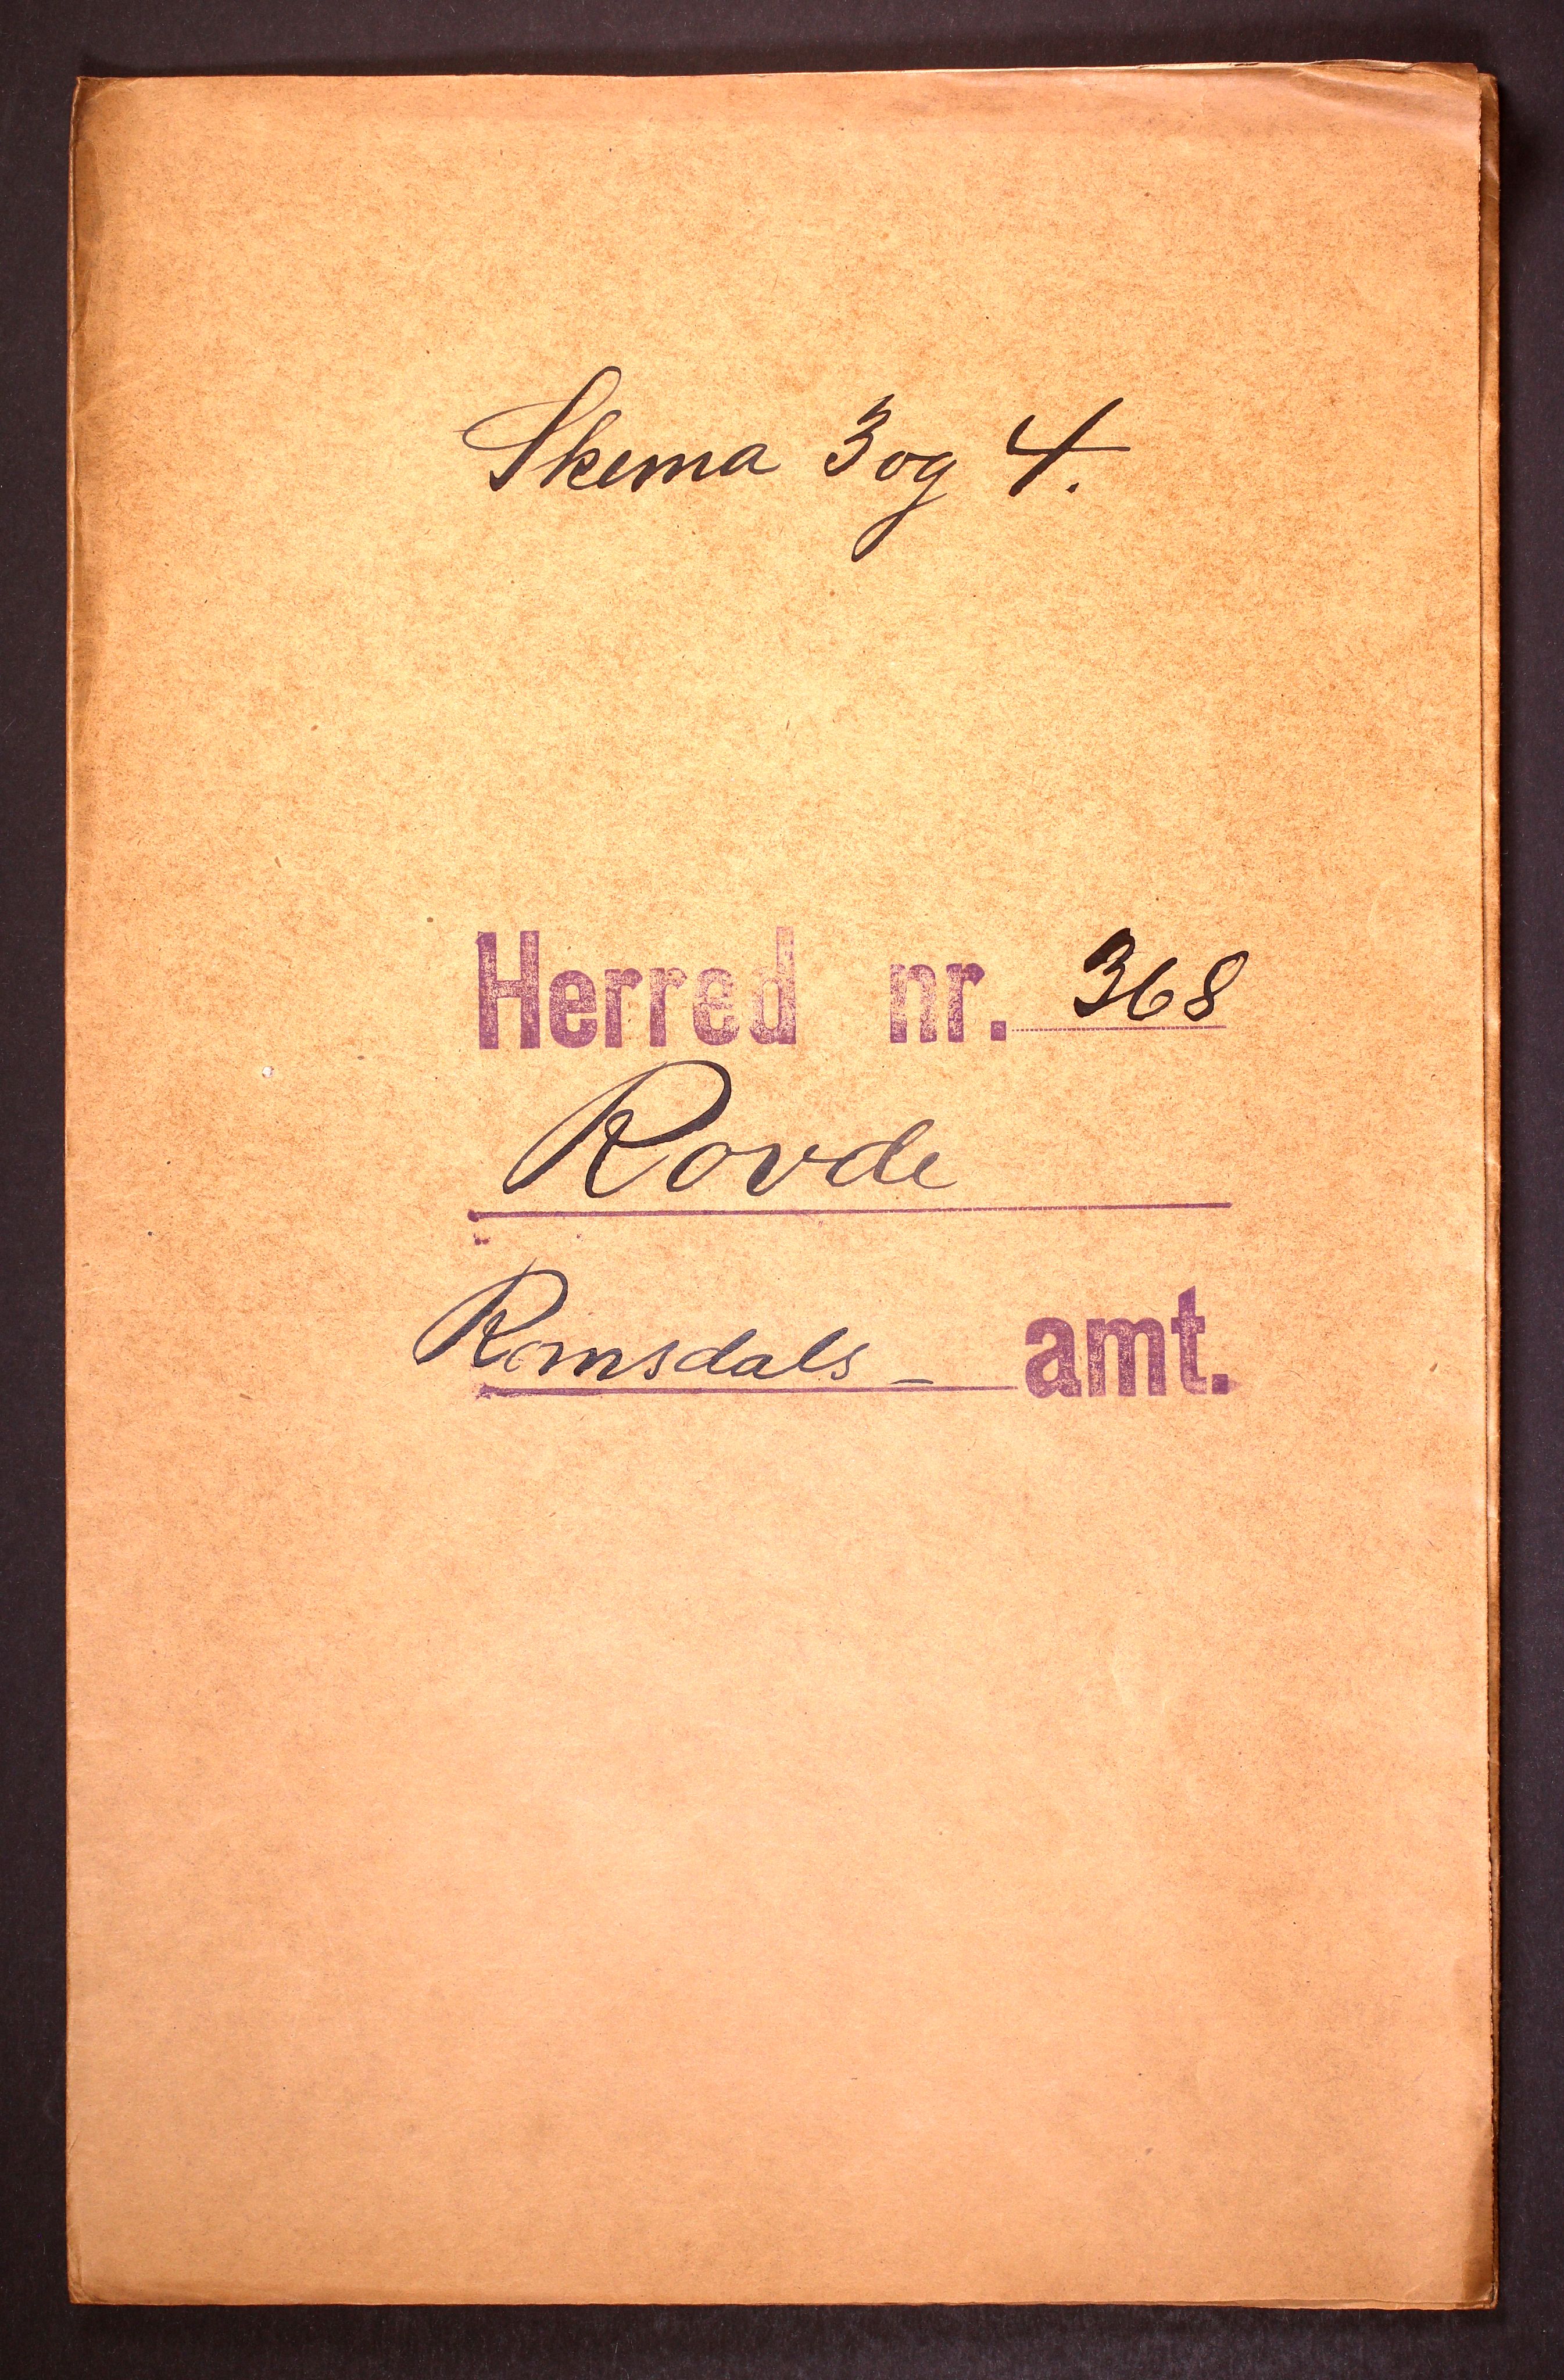 Skema 3 og 4.
Herred nr. 368
Rovde
Romsdals - amt.